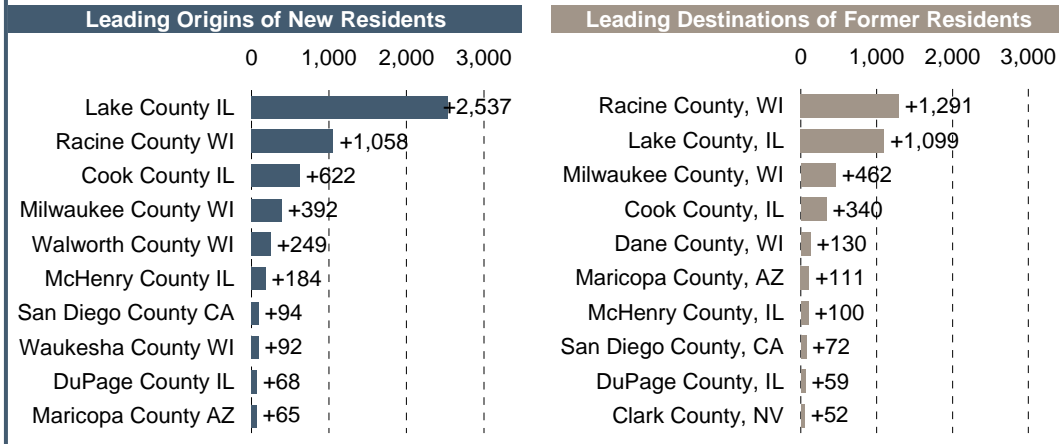 Leading Origins of New Residents
0 1,000 2,000 3,000
Lake County IL +2,537
Racine County WI +1,058
Cook County IL +622
Milwaukee County WI +392
Walworth County WI +249
McHenry County IL +184
San Diego County CA +94
Waukesha County WI +92
DuPage County IL +68
Maricopa County AZ +65
Leading Destinations of Former Residents
0 1,000 2,000 3,000
Racine County, WI +1,291
Lake County, IL +1,099
Milwaukee County, WI +462
Cook County, IL +340
Dane County, WI +130
Maricopa County, AZ +111
McHenry County, IL +100
San Diego County, CA +72
DuPage County, IL +59
Clark County, NV +52